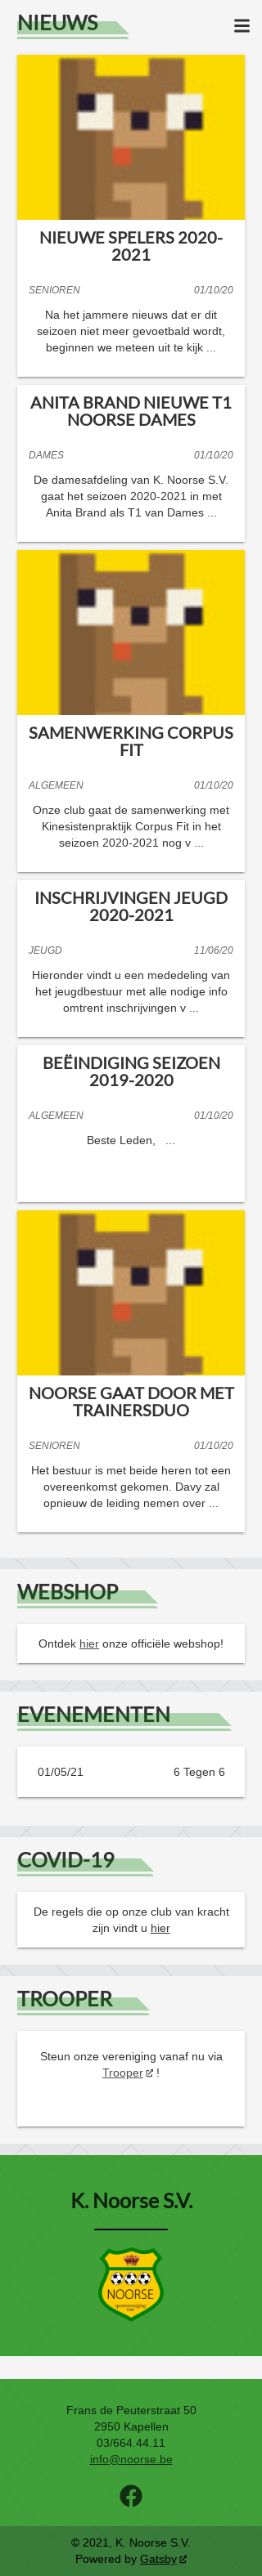 NIEUWS
NIEUWE SPELERS 2020-
2021
SENIOREN 01/10/20
Na het jammere nieuws dat er dit
seizoen niet meer gevoetbald wordt,
beginnen we meteen uit te kijk ...
ANITA BRAND NIEUWE T1
NOORSE DAMES
DAMES 01/10/20
De damesafdeling van K. Noorse S.V.
gaat het seizoen 2020-2021 in met
Anita Brand als T1 van Dames ...
SAMENWERKING CORPUS
FIT
ALGEMEEN 01/10/20
Onze club gaat de samenwerking met
Kinesistenpraktijk Corpus Fit in het
seizoen 2020-2021 nog v ...
INSCHRIJVINGEN JEUGD
2020-2021
JEUGD 11/06/20
Hieronder vindt u een mededeling van
het jeugdbestuur met alle nodige info
omtrent inschrijvingen v ...
BEËINDIGING SEIZOEN
2019-2020
ALGEMEEN 01/10/20
Beste Leden, ...
NOORSE GAAT DOOR MET
TRAINERSDUO
SENIOREN 01/10/20
Het bestuur is met beide heren tot een
overeenkomst gekomen. Davy zal
opnieuw de leiding nemen over ...
WEBSHOP
Ontdek hier onze officiële webshop!
EVENEMENTEN
01/05/21 6 Tegen 6
COVID-19
De regels die op onze club van kracht
zijn vindt u hier
TROOPER
Steun onze vereniging vanaf nu via
Trooper !
K. Noorse S.V.
NOORSE
Frans de Peuterstraat 50
2950 Kapellen
03/664.44.11
info@noorse.be
© 2021, K. Noorse S.V.
Powered by Gatsby